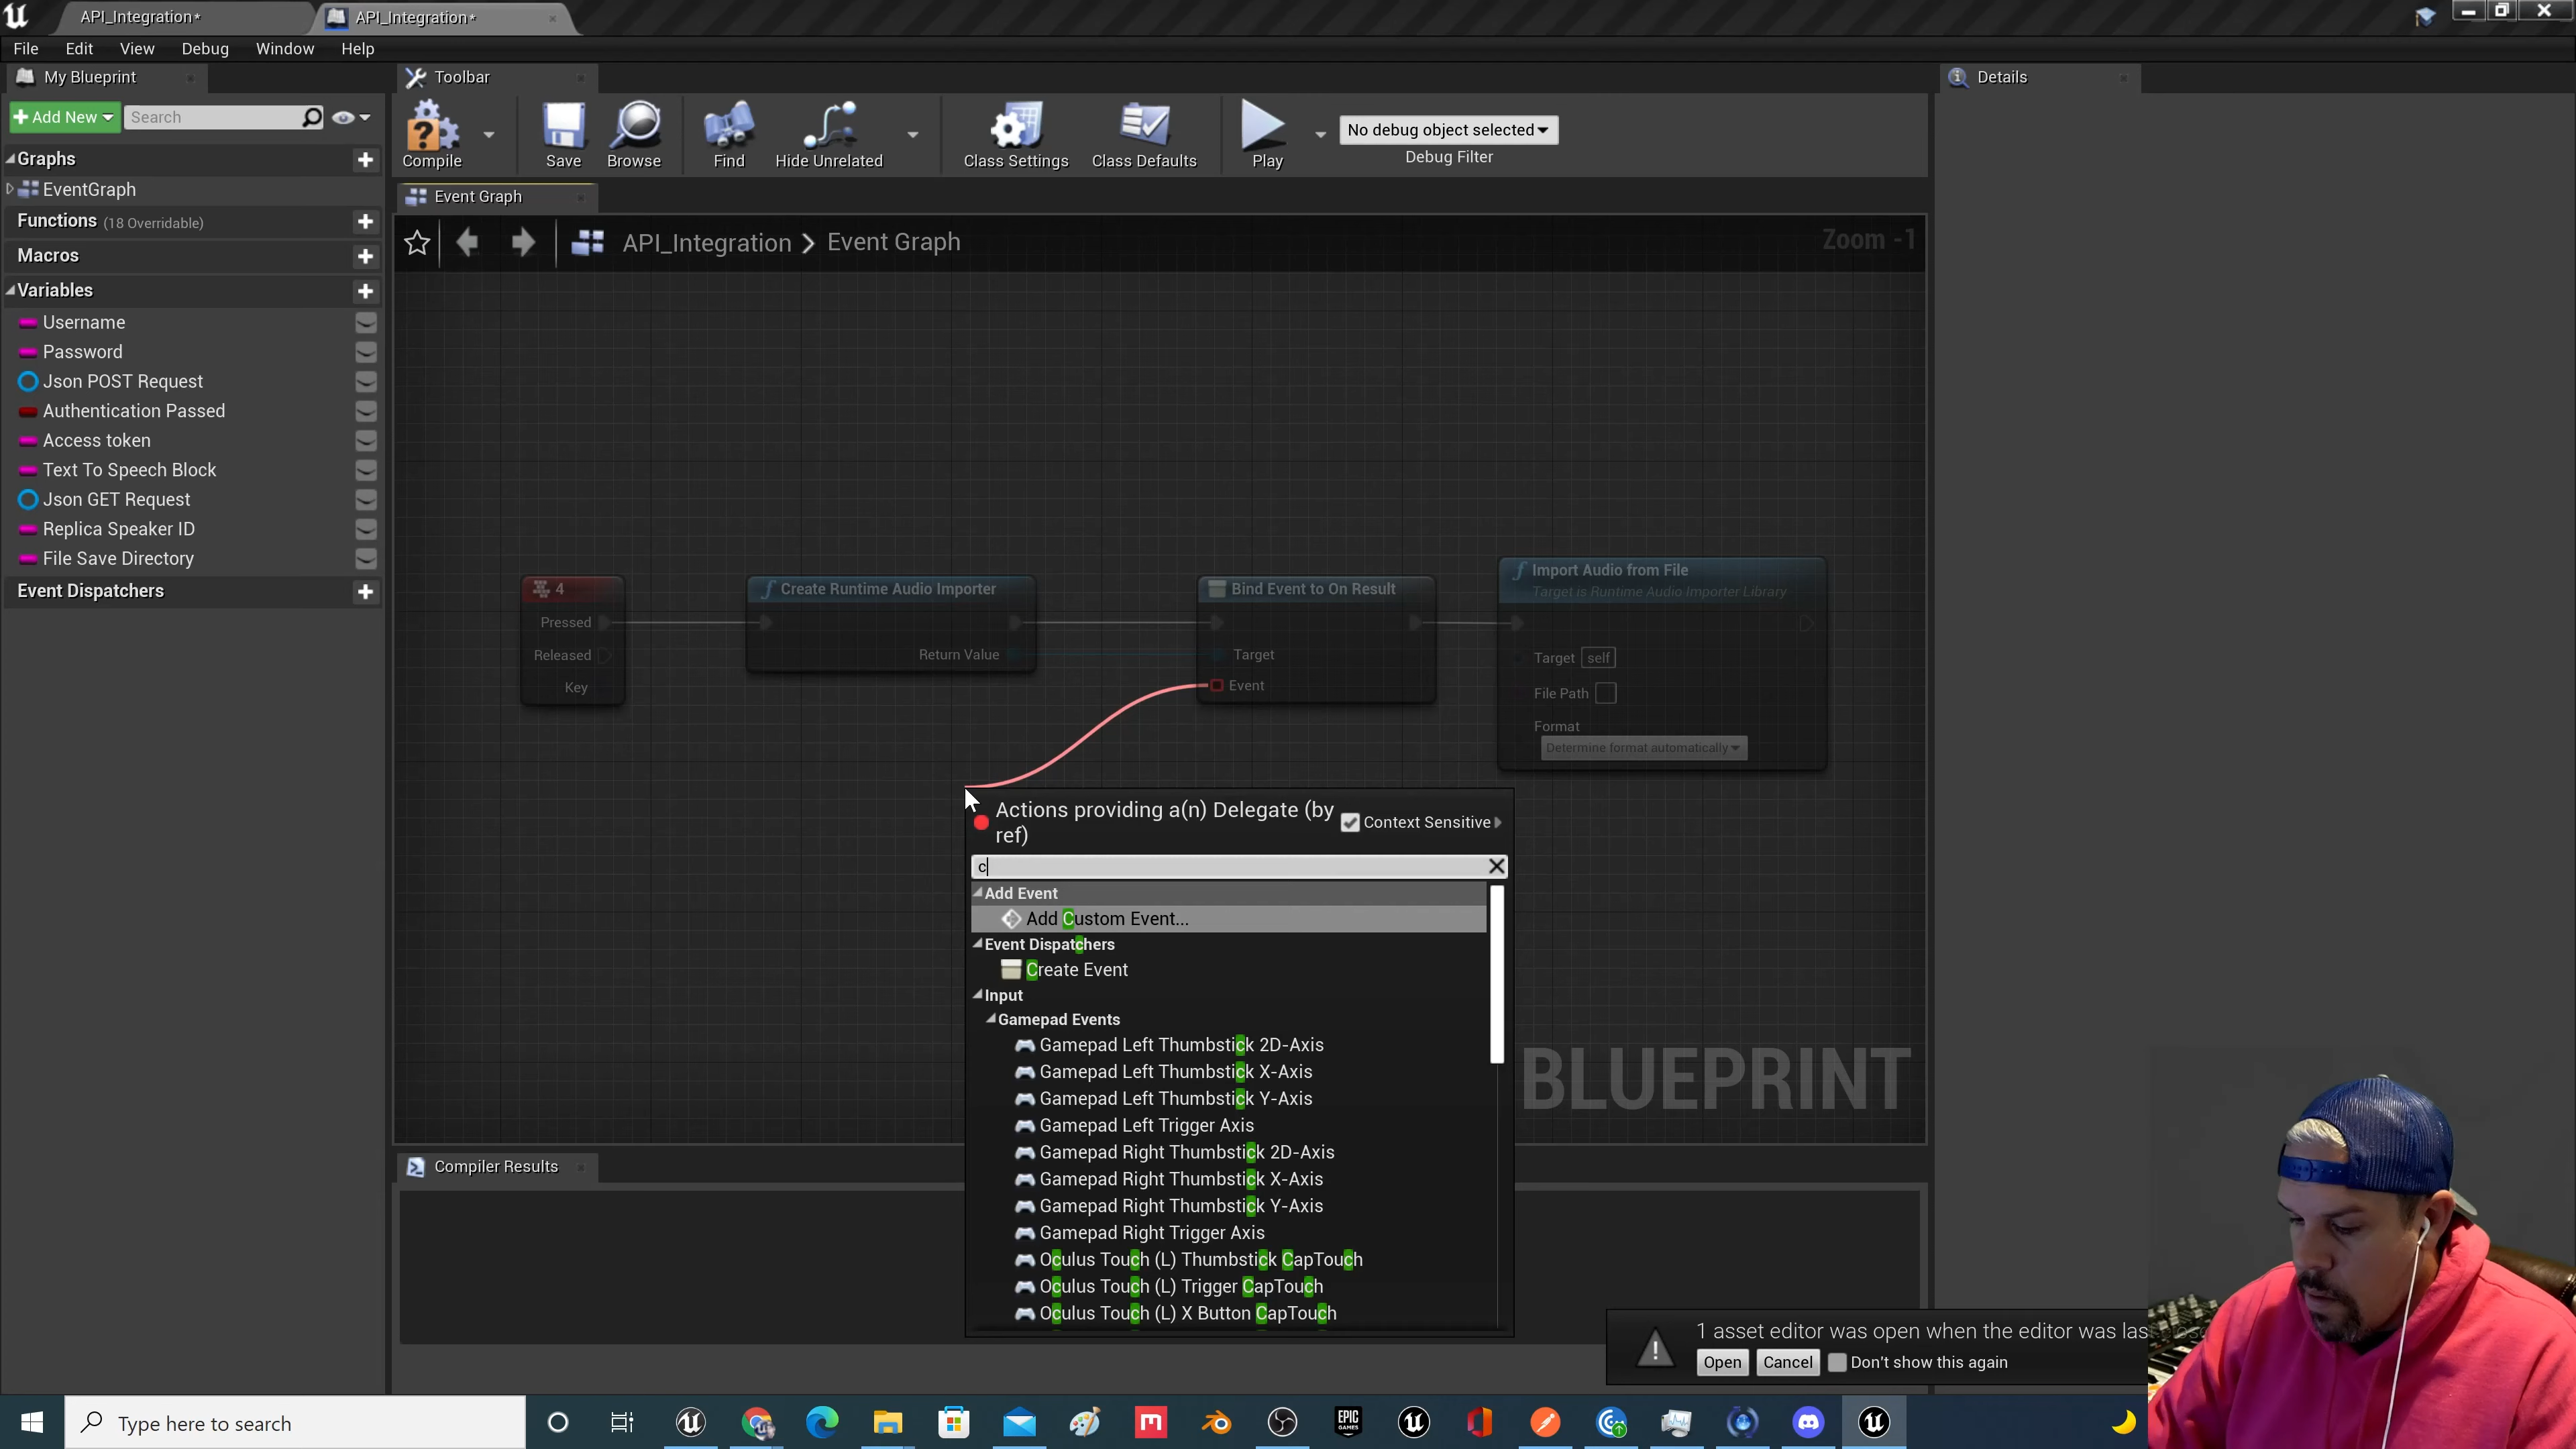 API_Integration*
API_Integration*
File Edit View Debug Window Help
My Blueprint
Toolbar
Details
Add New
Search
Compile
Save
Browse
Find
Hide Unrelated
Class Settings
Class Defaults
Play
No debug object selected
Debug Filter
Graphs
EventGraph
Functions (18 Overridable)
Macros
Variables
Username
Password
Json POST Request
Authentication Passed
Access token
Text To Speech Block
Json GET Request
Replica Speaker ID
File Save Directory
Event Dispatchers
Event Graph
API_Integration > Event Graph
Zoom -1
4
Pressed
Released
Key
Create Runtime Audio Importer
Return Value
Bind Event to On Result
Target
Event
Import Audio from File
Target is Runtime Audio Importer Library
Target self
File Path
Format
Determine format automatically
Actions providing a(n) Delegate (by
ref)
Context Sensitive
c
Add Event
Add Custom Event...
Event Dispatchers
Create Event
Input
Gamepad Events
Gamepad Left Thumbstick 2D-Axis
Gamepad Left Thumbstick X-Axis
Gamepad Left Thumbstick Y-Axis
Gamepad Left Trigger Axis
Gamepad Right Thumbstick 2D-Axis
Gamepad Right Thumbstick X-Axis
Gamepad Right Thumbstick Y-Axis
Gamepad Right Trigger Axis
Oculus Touch (L) Thumbstick CapTouch
Oculus Touch (L) Trigger CapTouch
Oculus Touch (L) X Button CapTouch
BLUEPRINT
Compiler Results
1 asset editor was open when the editor was
Open
Cancel
Don't show this again
Type here to search
EPIC
GAMES